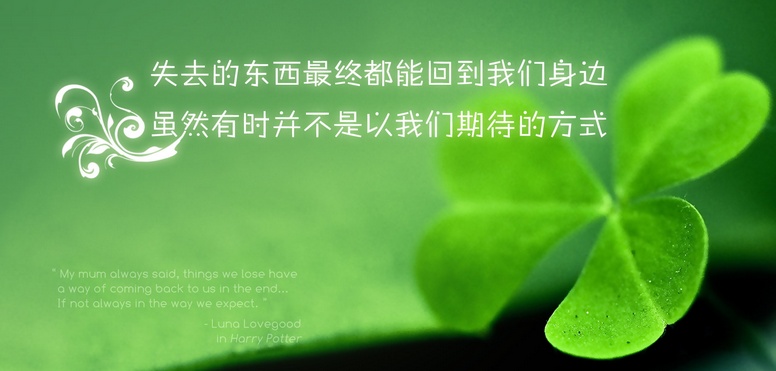 失去的东西最终都能回到我们身边
虽然有时并不是以我们期待的方式
" My mum always said, things we lose have
a way of coming back to us in the end...
If not always in the way we expect. "
- Luna Lovegood
in Harry Potter